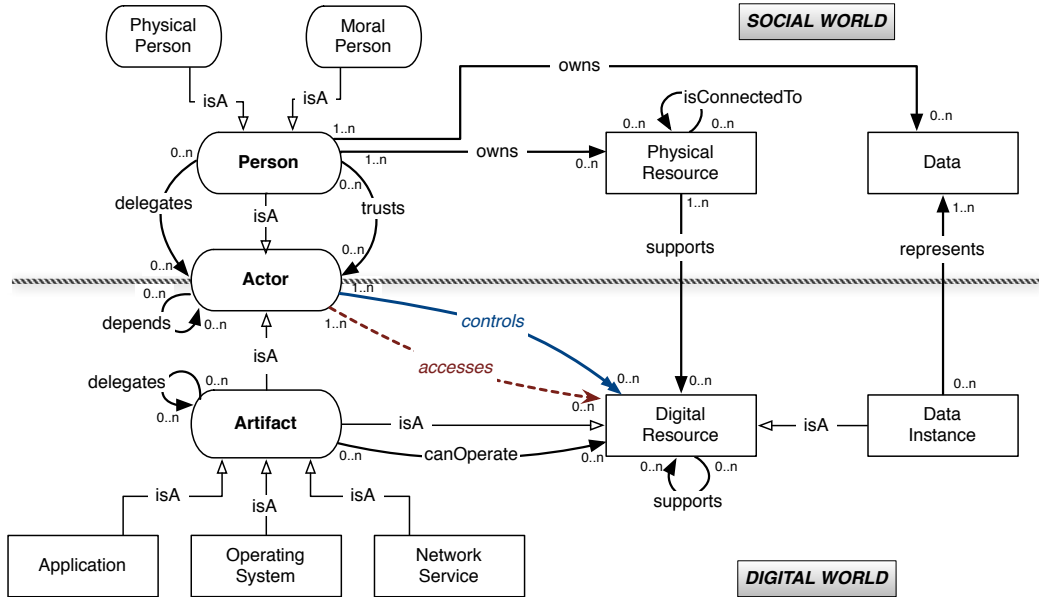 Physical
Person
Moral
Person
SOCIAL WORLD
owns
isA
isA
isConnectedTo
0..n
0..n
0..n
1..n
owns
1..n
0..n
0..n
Person
0..n
Physical
Resource
Data
delegates
isA
trusts
1..n
1..n
supports
represents
0..n
0..n
Actor
0..n
1..n
depends
0..n
1..n
controls
isA
accesses
delegates
0..n
0..n
0..n
0..n
0..n
0..n
Artifact
isA
Digital
Resource
isA
Data
Instance
0..n
canOperate
0..n
0..n
0..n
supports
isA
isA
isA
Application
Operating
System
Network
Service
DIGITAL WORLD